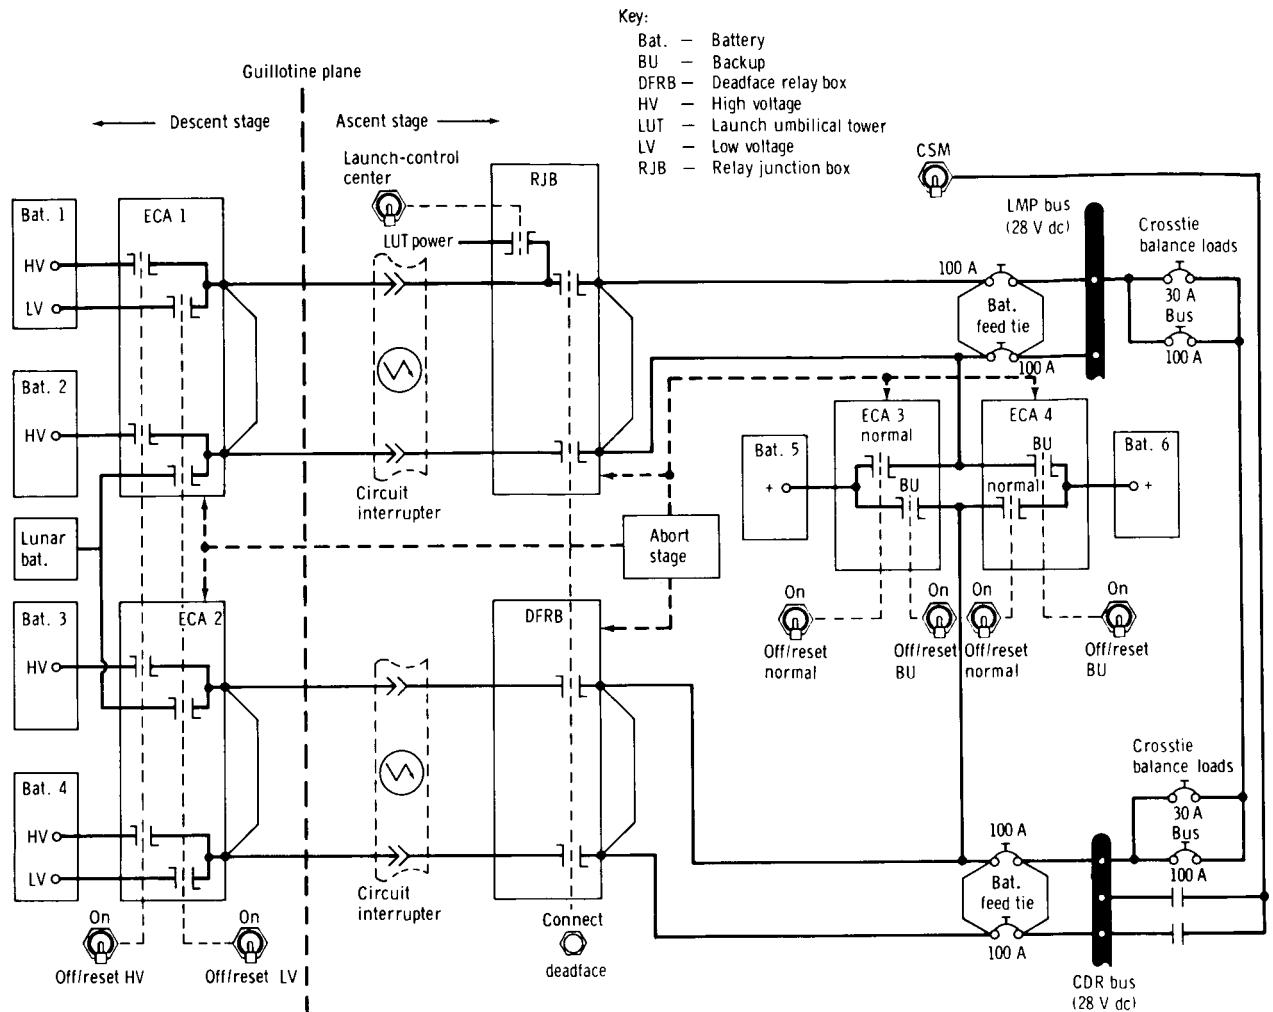 Key:
Bat. — Battery
BU — Backup
DFRB — Deadface relay box
HV — High voltage
LUT — Launch umbilical tower
LV — Low voltage
RJB — Relay junction box
Guillotine plane
Descent stage
Ascent stage
Launch-control
center
RJB
LUT power
CSM
LMP bus
(28 V dc)
Crosstie
balance loads
30 A
Bus
100 A
100 A
Bat.
feed tie
100 A
Bat. 1
HV
LV
ECA 1
Bat. 2
HV
Circuit
interrupter
Lunar
bat.
Abort
stage
ECA 3
normal
BU
ECA 4
BU
normal
Bat. 5
+
Bat. 6
+
On
Off/reset
normal
On
Off/reset
BU
On
Off/reset
normal
On
Off/reset
BU
Bat. 3
HV
ECA 2
DFRB
Bat. 4
HV
LV
Circuit
interrupter
On
Off/reset HV
On
Off/reset LV
Connect
deadface
Crosstie
balance loads
30 A
Bus
100 A
100 A
Bat.
feed tie
100 A
CDR bus
(28 V dc)